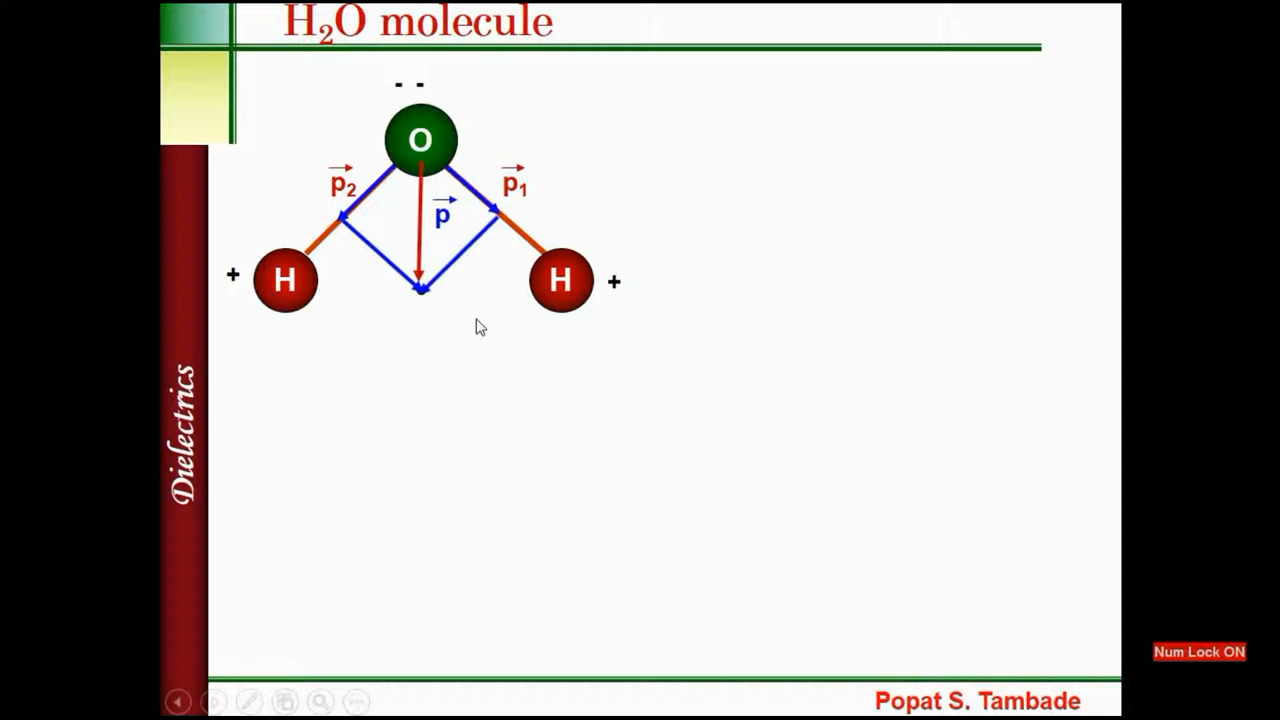 H₂O molecule
- -
O
p₂
p₁
p
+ H
H +
Dielectrics
Num Lock ON
Popat S. Tambade